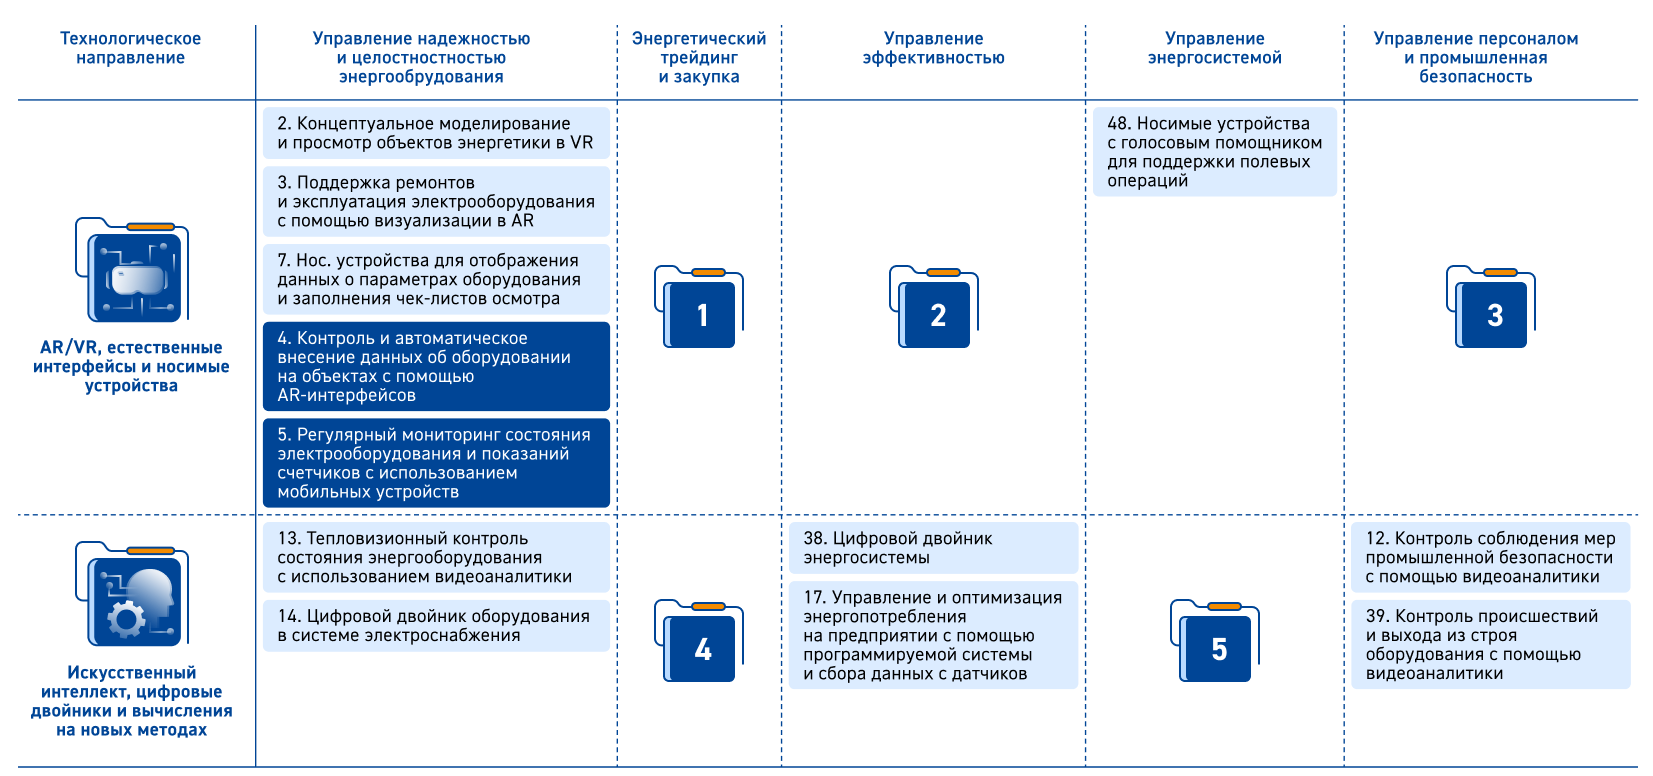 Технологическое
направление
Управление надежностью
и целостностью
энергообрудования
Энергетический
трейдинг
и закупка
Управление
эффективностью
Управление
энергосистемой
Управление персоналом
и промышленная
безопасность
AR/VR, естественные
интерфейсы и носимые
устройства
2. Концептуальное моделирование
и просмотр объектов энергетики в VR
3. Поддержка ремонтов
и эксплуатация электрооборудования
с помощью визуализации в AR
7. Нос. устройства для отображения
данных о параметрах оборудования
и заполнения чек-листов осмотра
4. Контроль и автоматическое
внесение данных об оборудовании
на объектах с помощью
AR-интерфейсов
5. Регулярный мониторинг состояния
электрооборудования и показаний
счетчиков с использованием
мобильных устройств
1
2
48. Носимые устройства
с голосовым помощником
для поддержки полевых
операций
3
Искусственный
интеллект, цифровые
двойники и вычисления
на новых методах
13. Тепловизионный контроль
состояния энергооборудования
с использованием видеоаналитики
14. Цифровой двойник оборудования
в системе электроснабжения
4
38. Цифровой двойник
энергосистемы
17. Управление и оптимизация
энергопотребления
на предприятии с помощью
программируемой системы
и сбора данных с датчиков
5
12. Контроль соблюдения мер
промышленной безопасности
с помощью видеоаналитики
39. Контроль происшествий
и выхода из строя
оборудования с помощью
видеоаналитики